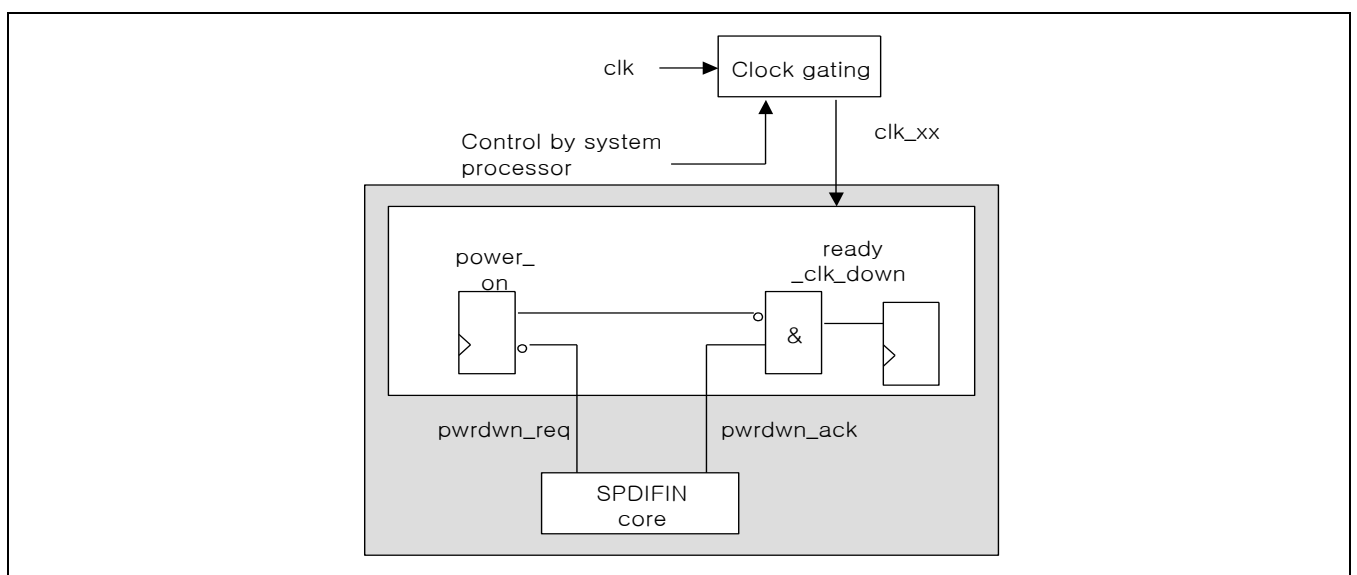 clk
Clock gating
clk_xx
Control by system
processor
power_
on
ready
_clk_down
&
pwrdwn_req
pwrdwn_ack
SPDIFIN
core